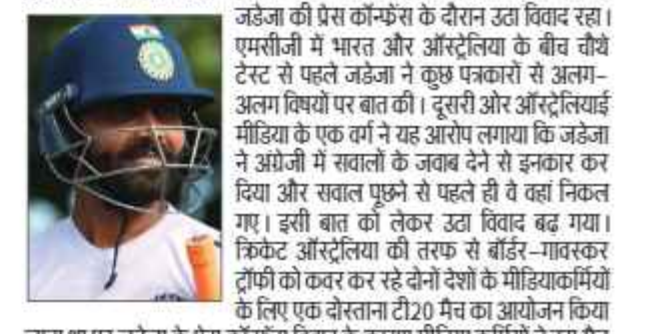 जडेजा की प्रेस कॉन्फ्रेंस के दौरान उठा विवाद रहा।
एमसीजी में भारत और ऑस्ट्रेलिया के बीच चौथे
टेस्ट से पहले जडेजा ने कुछ पत्रकारों से अलग-
अलग विषयों पर बात की। दूसरी ओर ऑस्ट्रेलियाई
मीडिया के एक वर्ग ने यह आरोप लगाया कि जडेजा
ने अंग्रेजी में सवालों के जवाब देने से इनकार कर
दिया और सवाल पूछने से पहले ही वे वहां निकल
गए। इसी बात को लेकर उठा विवाद बढ़ गया।
क्रिकेट ऑस्ट्रेलिया की तरफ से बॉर्डर-गावस्कर
ट्रॉफी को कवर कर रहे दोनों देशों के मीडियाकर्मियों
के लिए एक दोस्ताना टी20 मैच का आयोजन किया